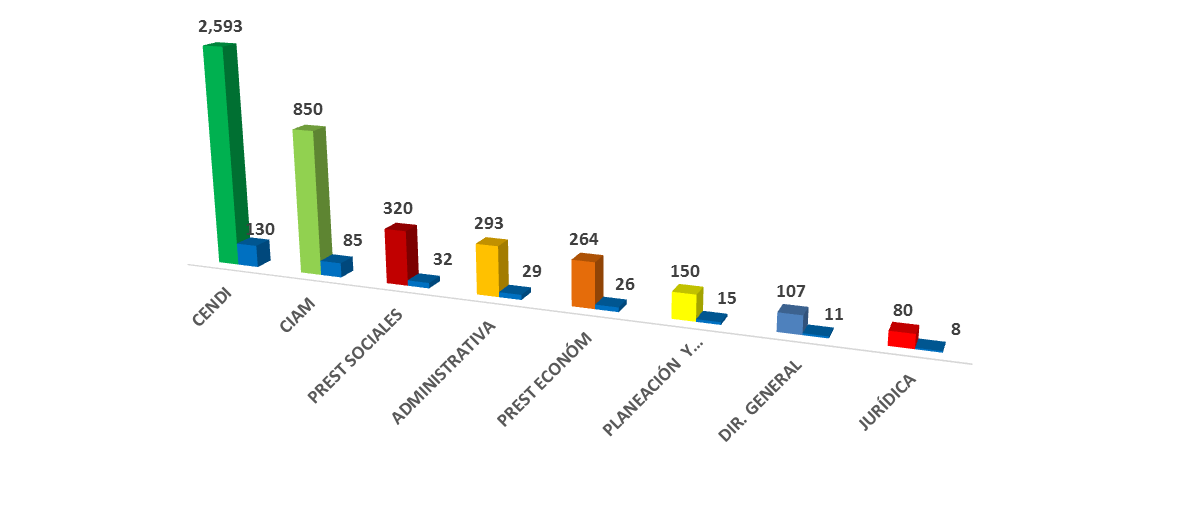 2,593
130
850
85
320
32
293
29
264
26
150
15
107
11
80
8
CENDI
CIAM
PREST SOCIALES
ADMINISTRATIVA
PREST ECONÓM
PLANEACIÓN Y...
DIR. GENERAL
JURÍDICA